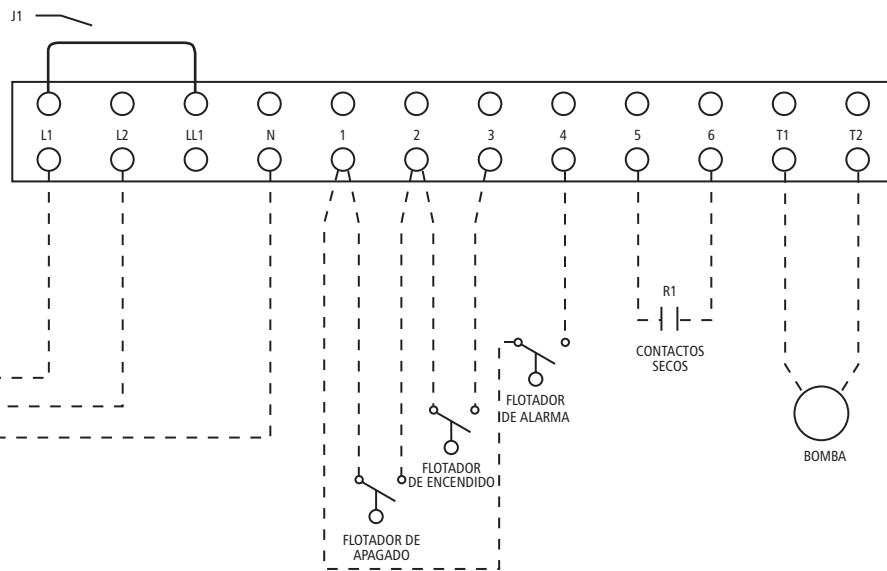 J1
L1 L2 LL1 N 1 2 3 4 5 6 T1 T2
R1
CONTACTOS
SECOS
FLOTADOR
DE ALARMA
BOMBA
FLOTADOR
DE ENCENDIDO
FLOTADOR DE
APAGADO